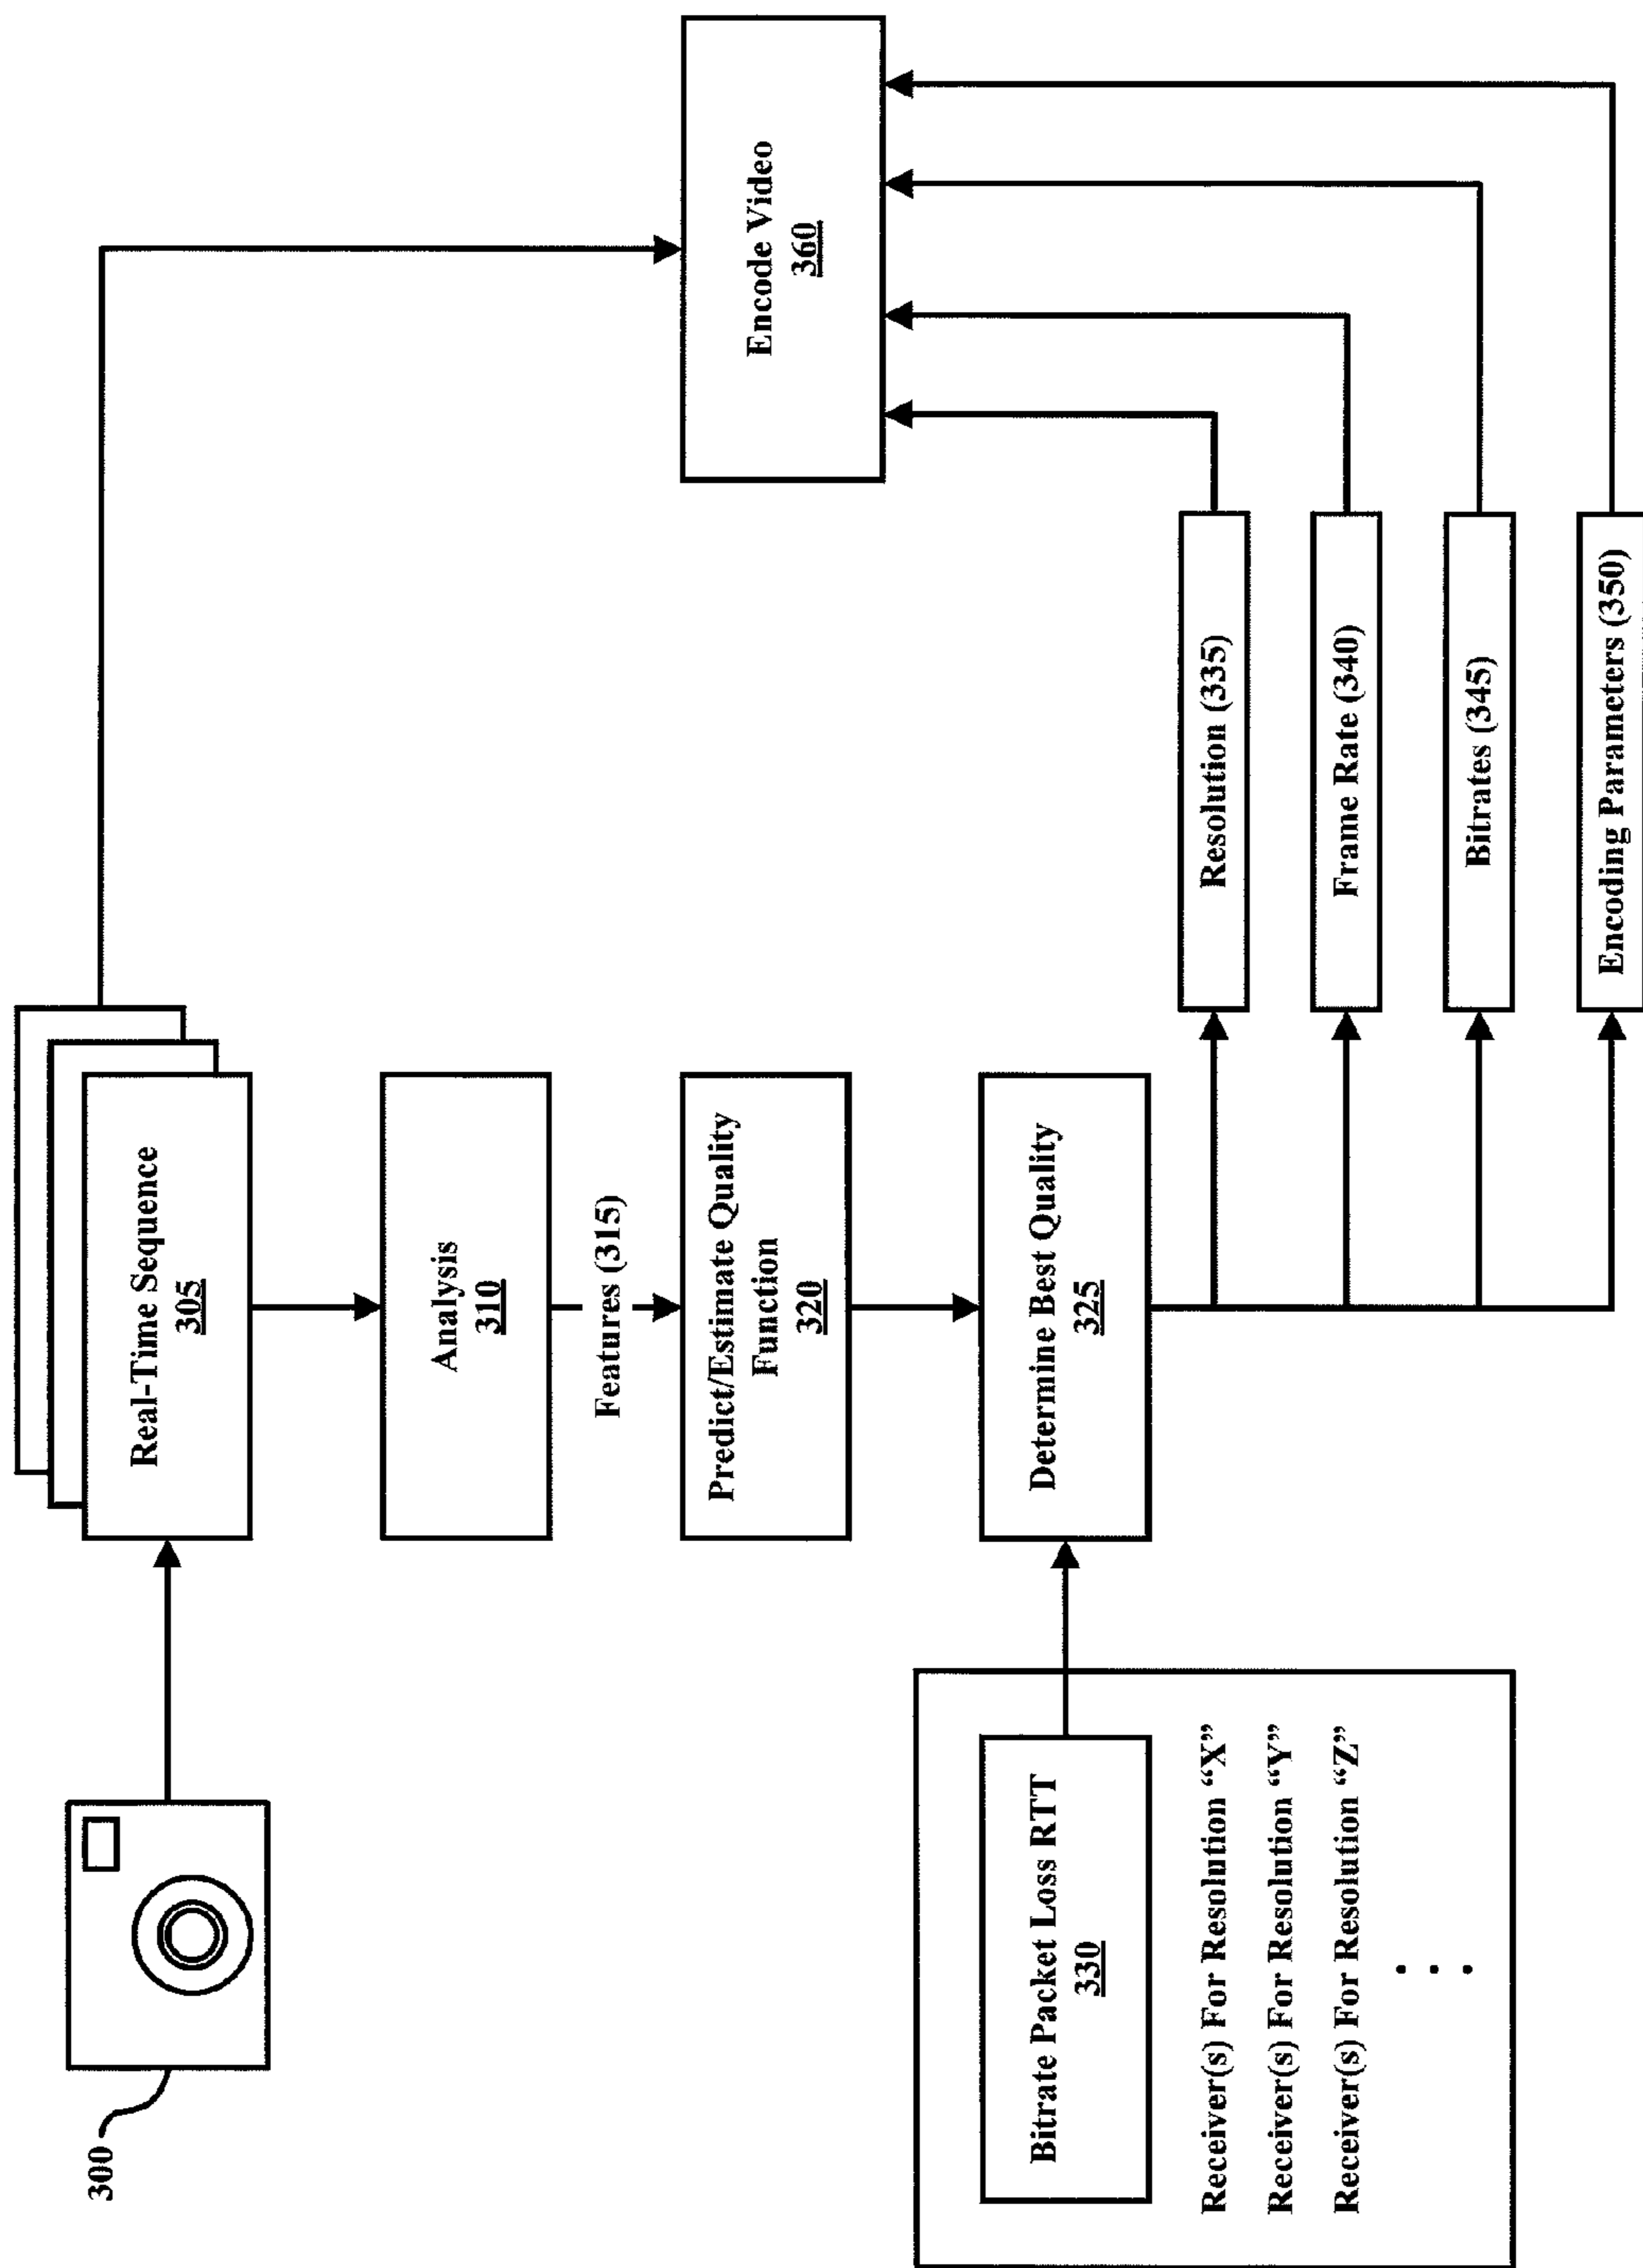 300
Real-Time Sequence
305
Analysis
310
Features (315)
Predict/Estimate Quality
Function
320
Bitrate Packet Loss RTT
330
Receiver(s) For Resolution “X”
Receiver(s) For Resolution “Y”
Receiver(s) For Resolution “Z”
. . .
Determine Best Quality
325
Resolution (335)
Frame Rate (340)
Bitrates (345)
Encoding Parameters (350)
Encode Video
360